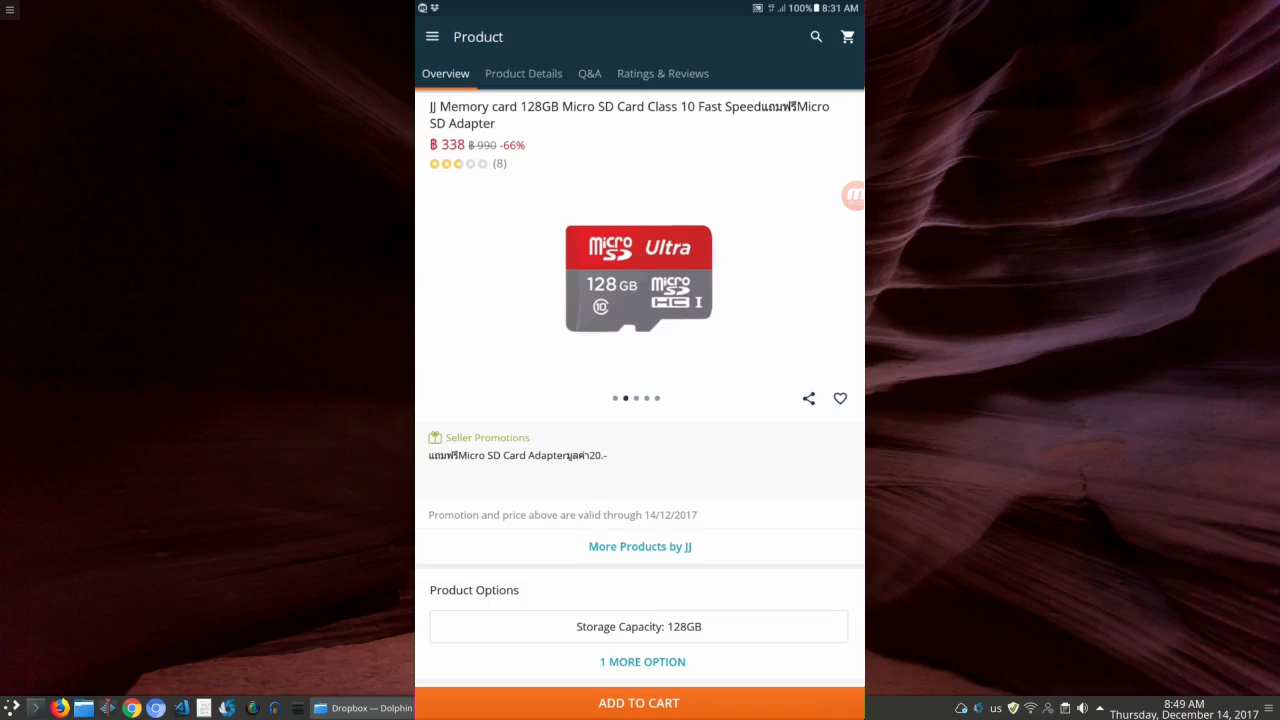 100% 8:31 AM
Product
Overview Product Details Q&A Ratings & Reviews
JJ Memory card 128GB Micro SD Card Class 10 Fast SpeedแถมฟรีMicro
SD Adapter
฿ 338 ฿ 990 -66%
(8)
micro SD Ultra
128 GB micro SD HC I
10
Seller Promotions
แถมฟรีMicro SD Card Adapterมูลค่า20.-
Promotion and price above are valid through 14/12/2017
More Products by JJ
Product Options
Storage Capacity: 128GB
1 MORE OPTION
ADD TO CART
Dropbox — Dolphin
us
8:49 AM
Thursday, December 14, 2017